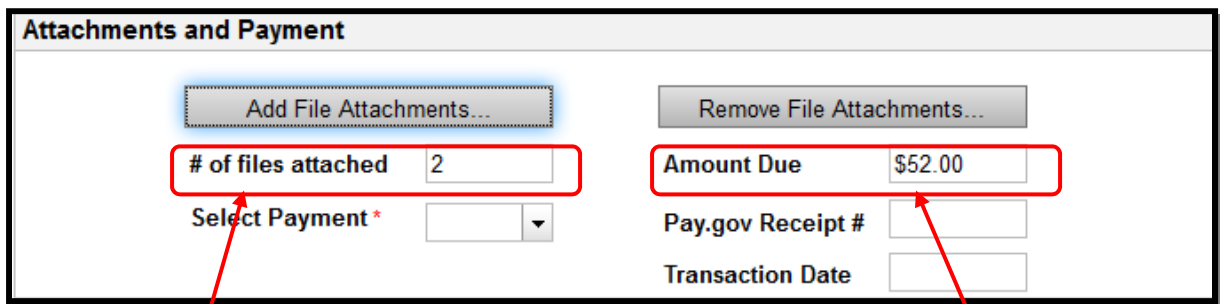 Attachments and Payment
Add File Attachments... Remove File Attachments...
# of files attached 2 Amount Due $52.00
Select Payment * Pay.gov Receipt #
Transaction Date